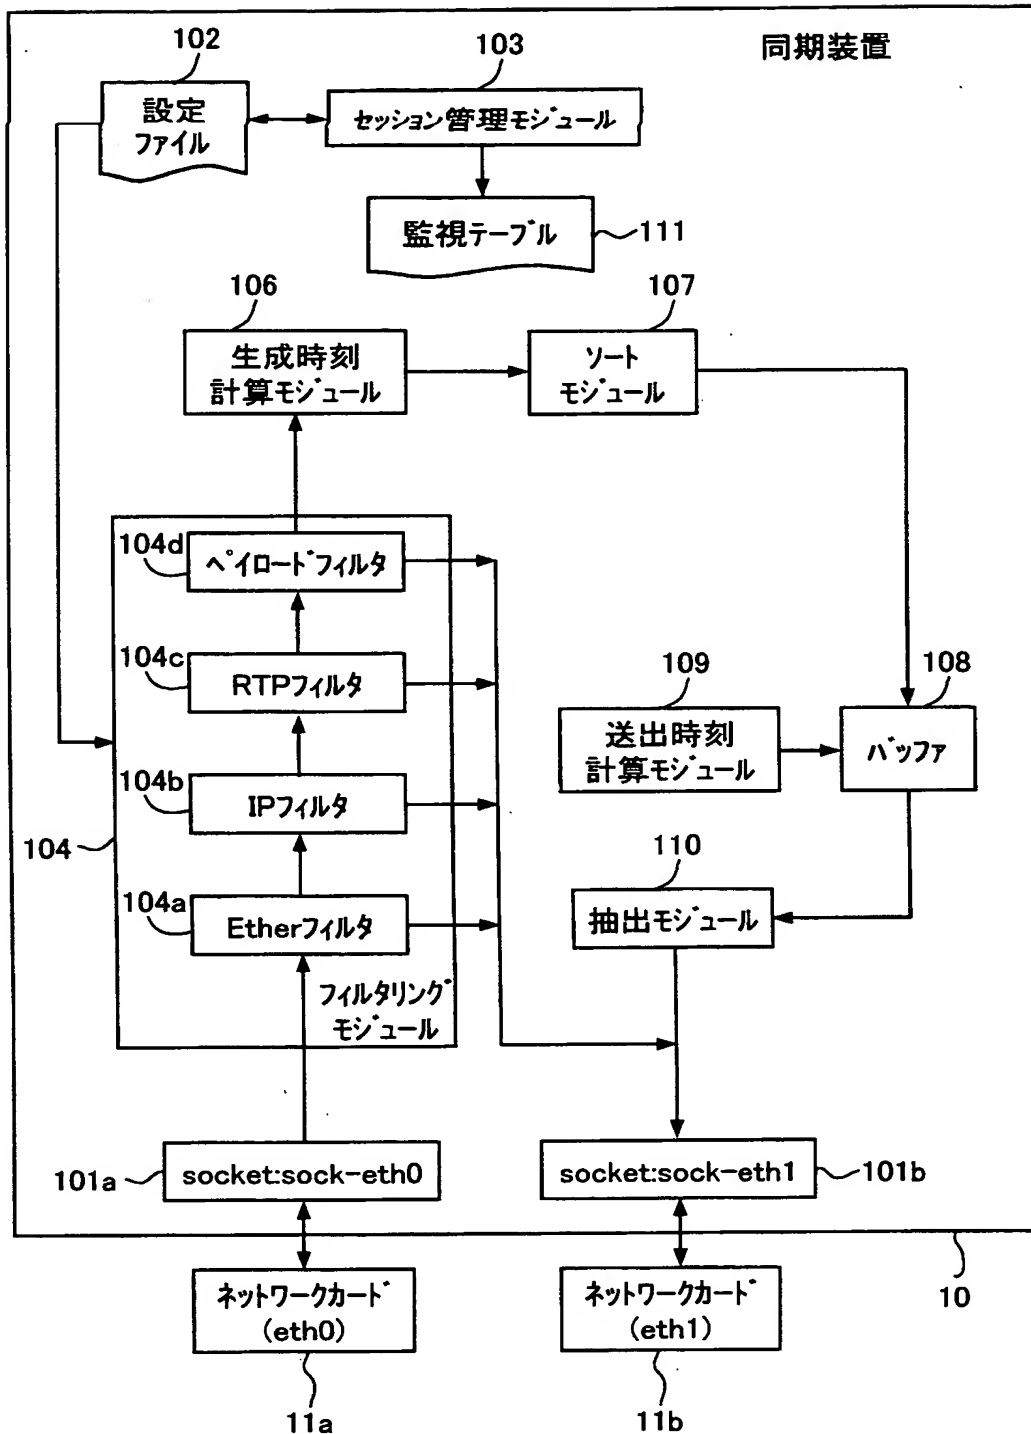 同期装置
102
設定
ファイル
103
セッション管理モジュール
監視テーブル
111
106
生成時刻
計算モジュール
107
ソート
モジュール
104d
ペイロードフィルタ
104c
RTPフィルタ
104b
IPフィルタ
104
104a
Etherフィルタ
フィルタリング
モジュール
109
送出時刻
計算モジュール
108
バッファ
110
抽出モジュール
101a
socket:sock-eth0
socket:sock-eth1
101b
ネットワークカード
(eth0)
11a
ネットワークカード
(eth1)
11b
10